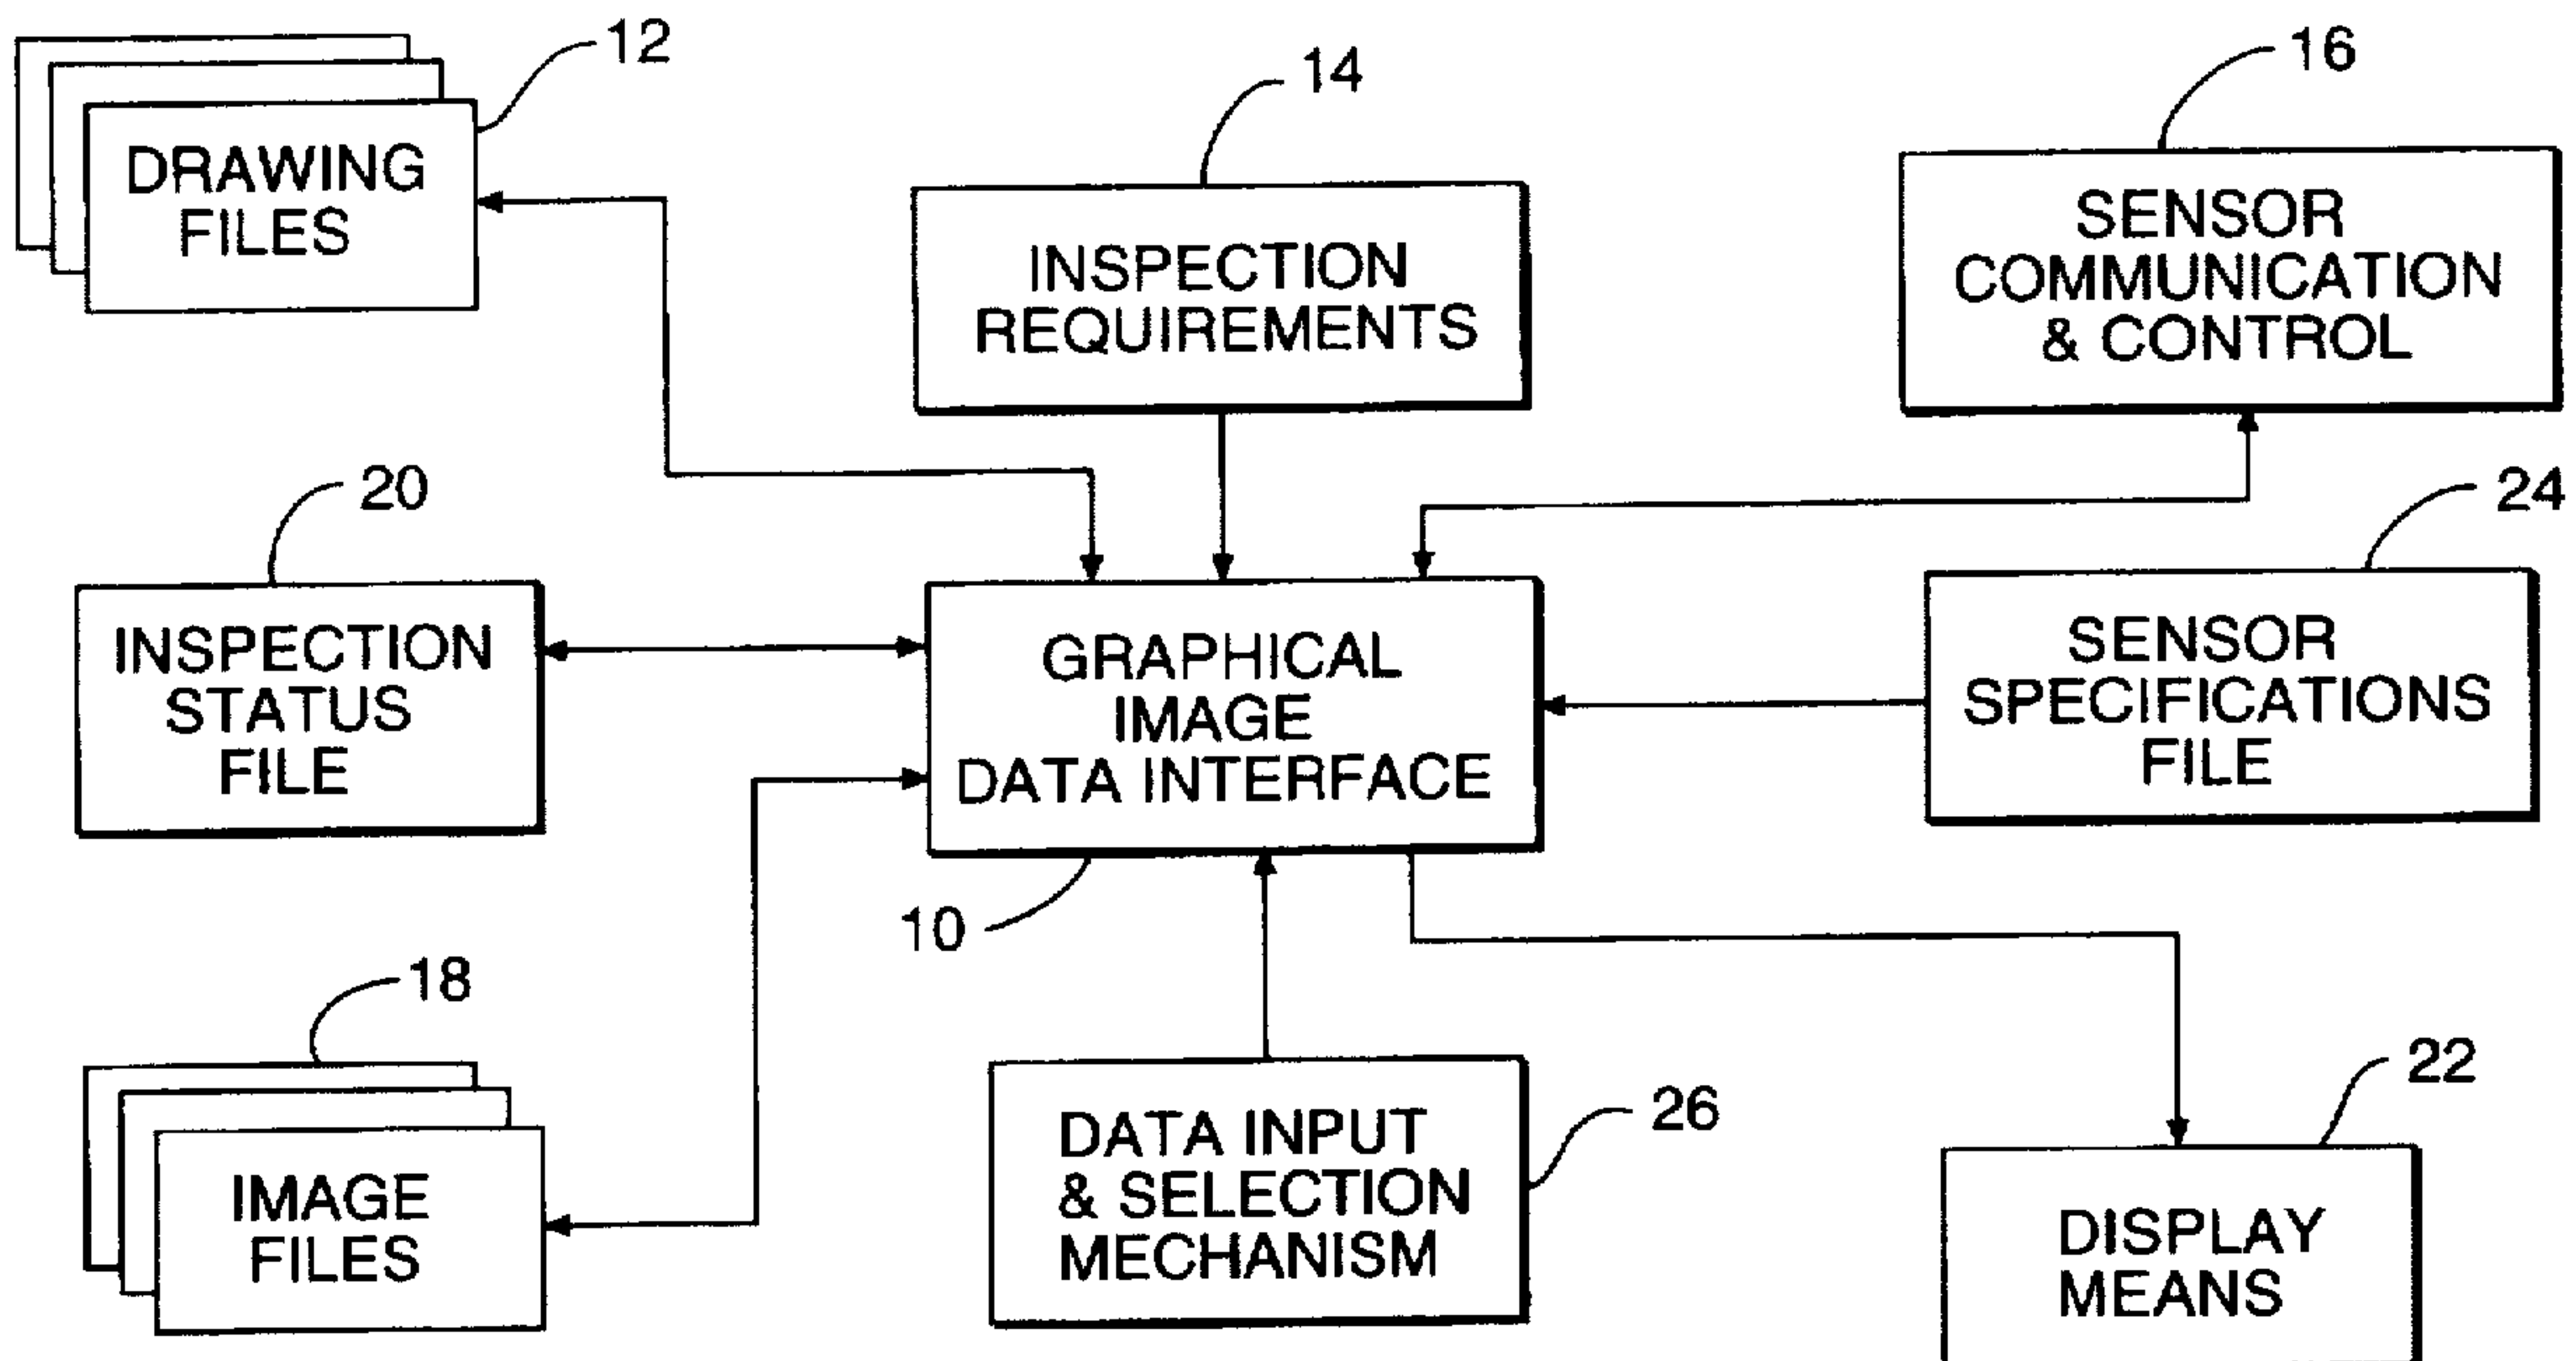 12
DRAWING
FILES
14
INSPECTION
REQUIREMENTS
16
SENSOR
COMMUNICATION
& CONTROL
20
INSPECTION
STATUS
FILE
GRAPHICAL
IMAGE
DATA INTERFACE
10
24
SENSOR
SPECIFICATIONS
FILE
18
IMAGE
FILES
DATA INPUT
& SELECTION
MECHANISM
26
22
DISPLAY
MEANS